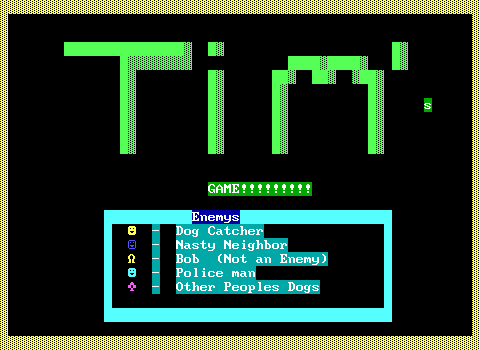 Tim's
GAME!!!!!!!!!
Enemys
- Dog Catcher
- Nasty Neighbor
- Bob (Not an Enemy)
- Police man
- Other Peoples Dogs